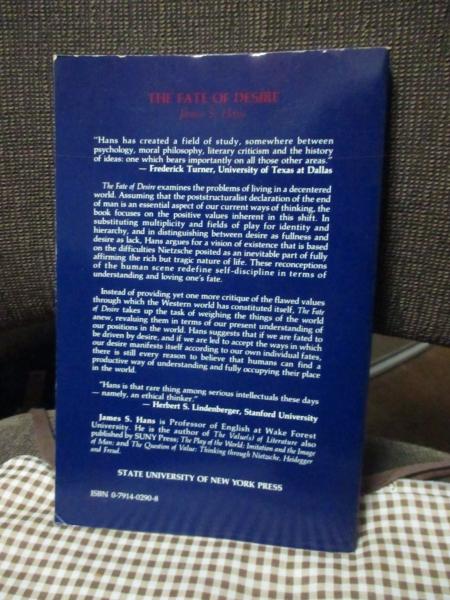 THE FATE OF DESIRE
James S. Hans
"Hans has created a field of study, somewhere between
psychology, moral philosophy, literary criticism and the history
of ideas: one which bears importantly on all those other areas."
— Frederick Turner, University of Texas at Dallas
The Fate of Desire examines the problems of living in a decentered
world. Assuming that the poststructuralist declaration of the end
of man is an essential aspect of our current ways of thinking, the
book focuses on the positive values inherent in this shift. In
substituting multiplicity and fields of play for identity and
hierarchy, and in distinguishing between desire as fullness and
desire as lack, Hans argues for a vision of existence that is based
on the difficulties Nietzsche posited as an inevitable part of fully
affirming the rich but tragic nature of life. These reconceptions
of the human scene redefine self-discipline in terms of
understanding and loving one's fate.
Instead of providing yet one more critique of the flawed values
through which the Western world has constituted itself, The Fate
of Desire takes up the task of weighing the things of the world
anew, revaluing them in terms of our present understanding of
our positions in the world. Hans suggests that if we are fated to
be driven by desire, and if we are led to accept the ways in which
our desire manifests itself according to our own individual fates,
there is still every reason to believe that humans can find a
productive way of understanding and fully occupying their place
in the world.
"Hans is that rare thing among serious intellectuals these days
— namely, an ethical thinker."
— Herbert S. Lindenberger, Stanford University
James S. Hans is Professor of English at Wake Forest
University. He is the author of The Value(s) of Literature also
published by SUNY Press; The Play of the World; Imitation and the Image
of Man; and The Question of Value: Thinking through Nietzsche, Heidegger
and Freud.
STATE UNIVERSITY OF NEW YORK PRESS
ISBN 0-7914-0290-8